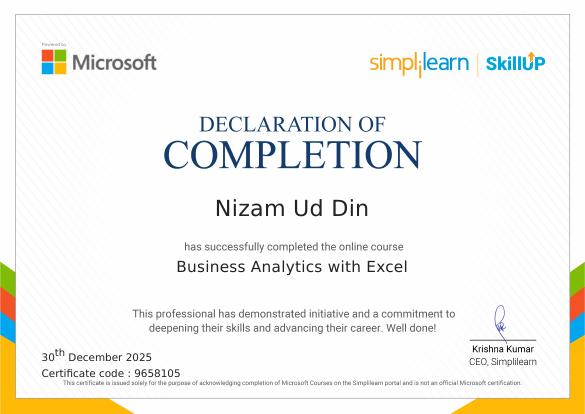 Powered by
Microsoft
simplilearn | SkillUP
DECLARATION OF
COMPLETION
Nizam Ud Din
has successfully completed the online course
Business Analytics with Excel
This professional has demonstrated initiative and a commitment to
deepening their skills and advancing their career. Well done!
30th December 2025
Certificate code : 9658105
Krishna Kumar
CEO, Simplilearn
This certificate is issued solely for the purpose of acknowledging completion of Microsoft Courses on the Simplilearn portal and is not an official Microsoft certification.